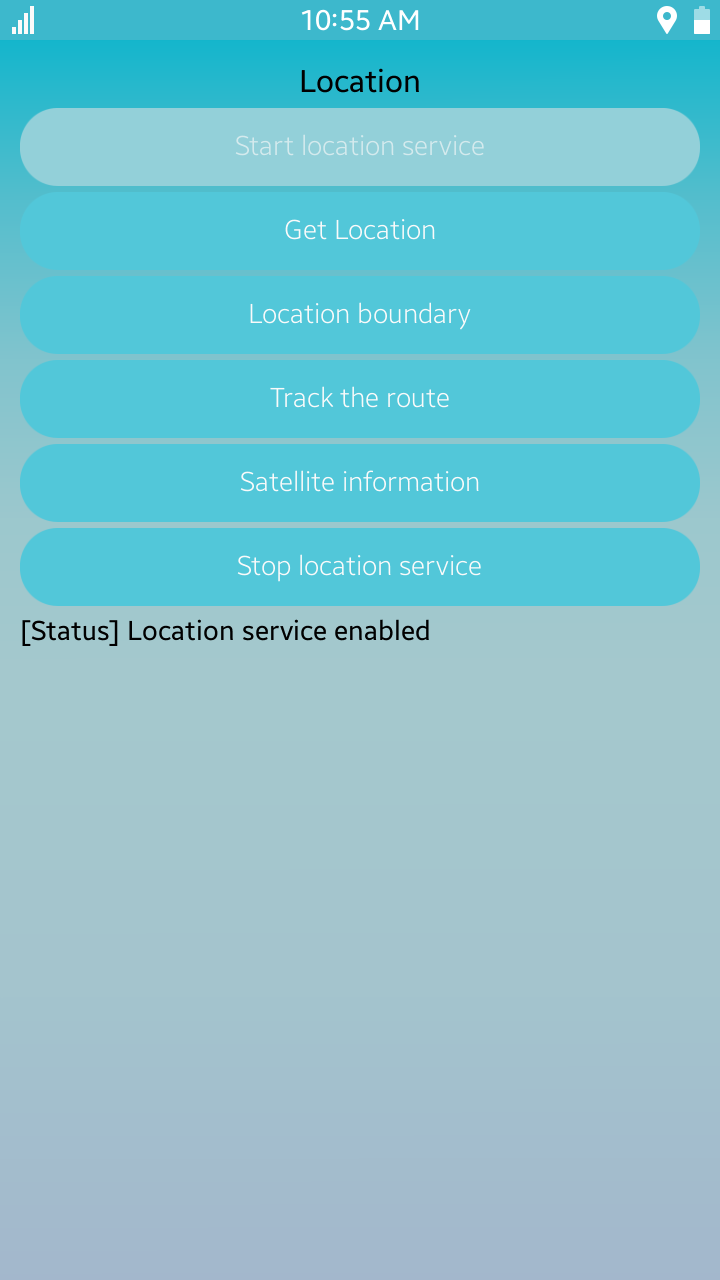 10:55 AM
Location
Start location service
Get Location
Location boundary
Track the route
Satellite information
Stop location service
[Status] Location service enabled